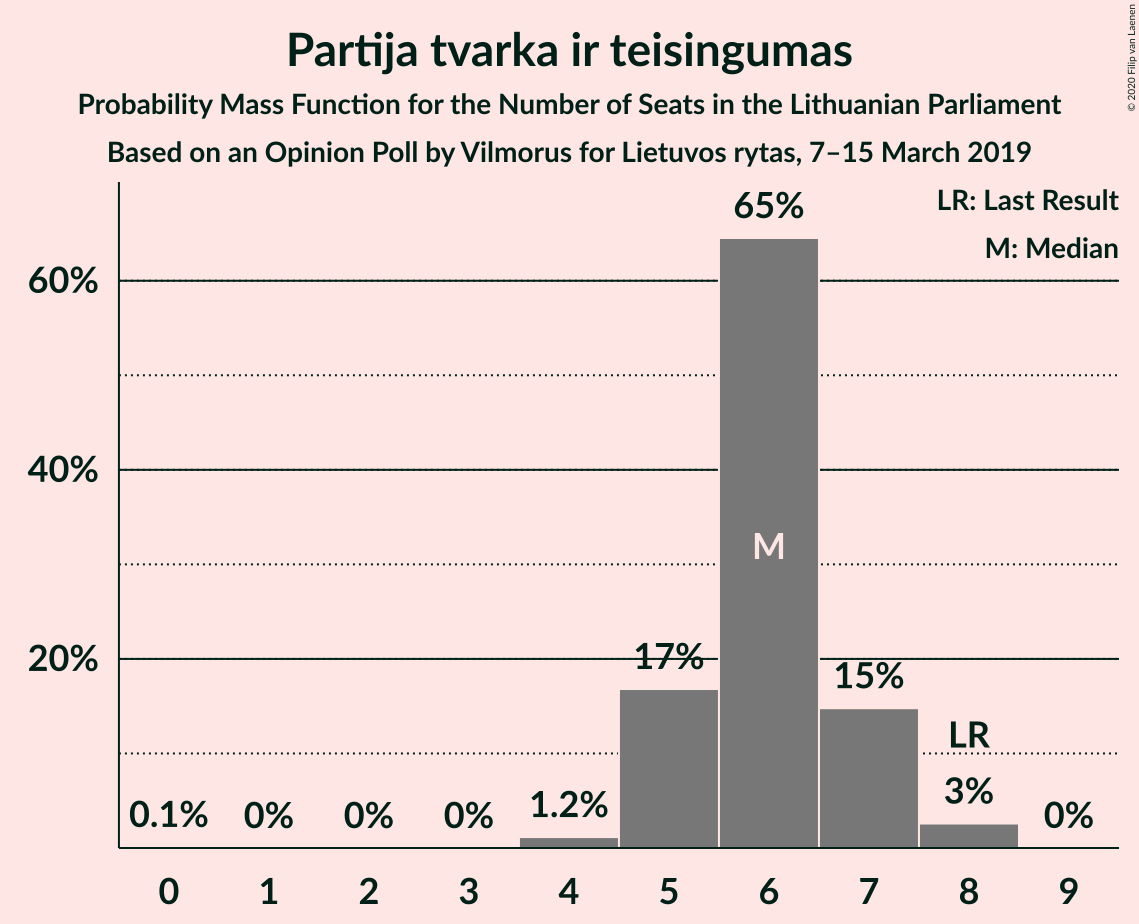 Partija tvarka ir teisingumas
Probability Mass Function for the Number of Seats in the Lithuanian Parliament
Based on an Opinion Poll by Vilmorus for Lietuvos rytas, 7–15 March 2019
© 2020 Filip van Laenen
LR: Last Result
M: Median
65%
60%
40%
M
20%
17%
15%
LR
0.1%
0%
0%
0%
1.2%
3%
0%
0 1 2 3 4 5 6 7 8 9